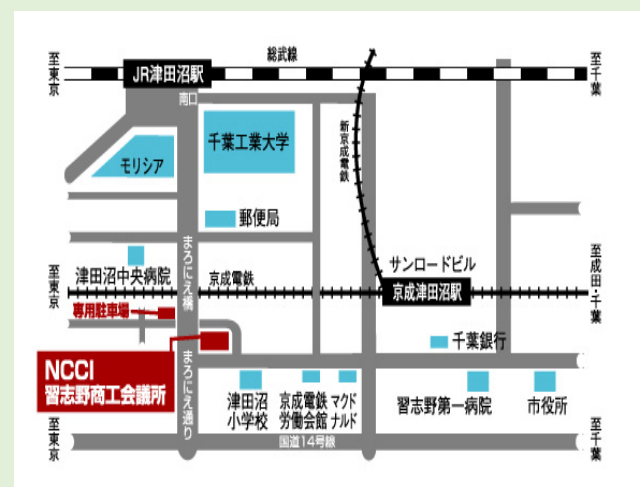 総武線
至東京
JR津田沼駅
至千葉
南口
千葉工業大学
新京成電鉄
モリシア
郵便局
まろにえ橋
サンロードビル
津田沼中央病院
京成電鉄
至東京
至成田・千葉
京成津田沼駅
専用駐車場
千葉銀行
NCCI
習志野商工会議所
まろにえ通り
津田沼
小学校
京成電鉄
労働会館
マクド
ナルド
習志野第一病院
市役所
至東京
国道14号線
至千葉